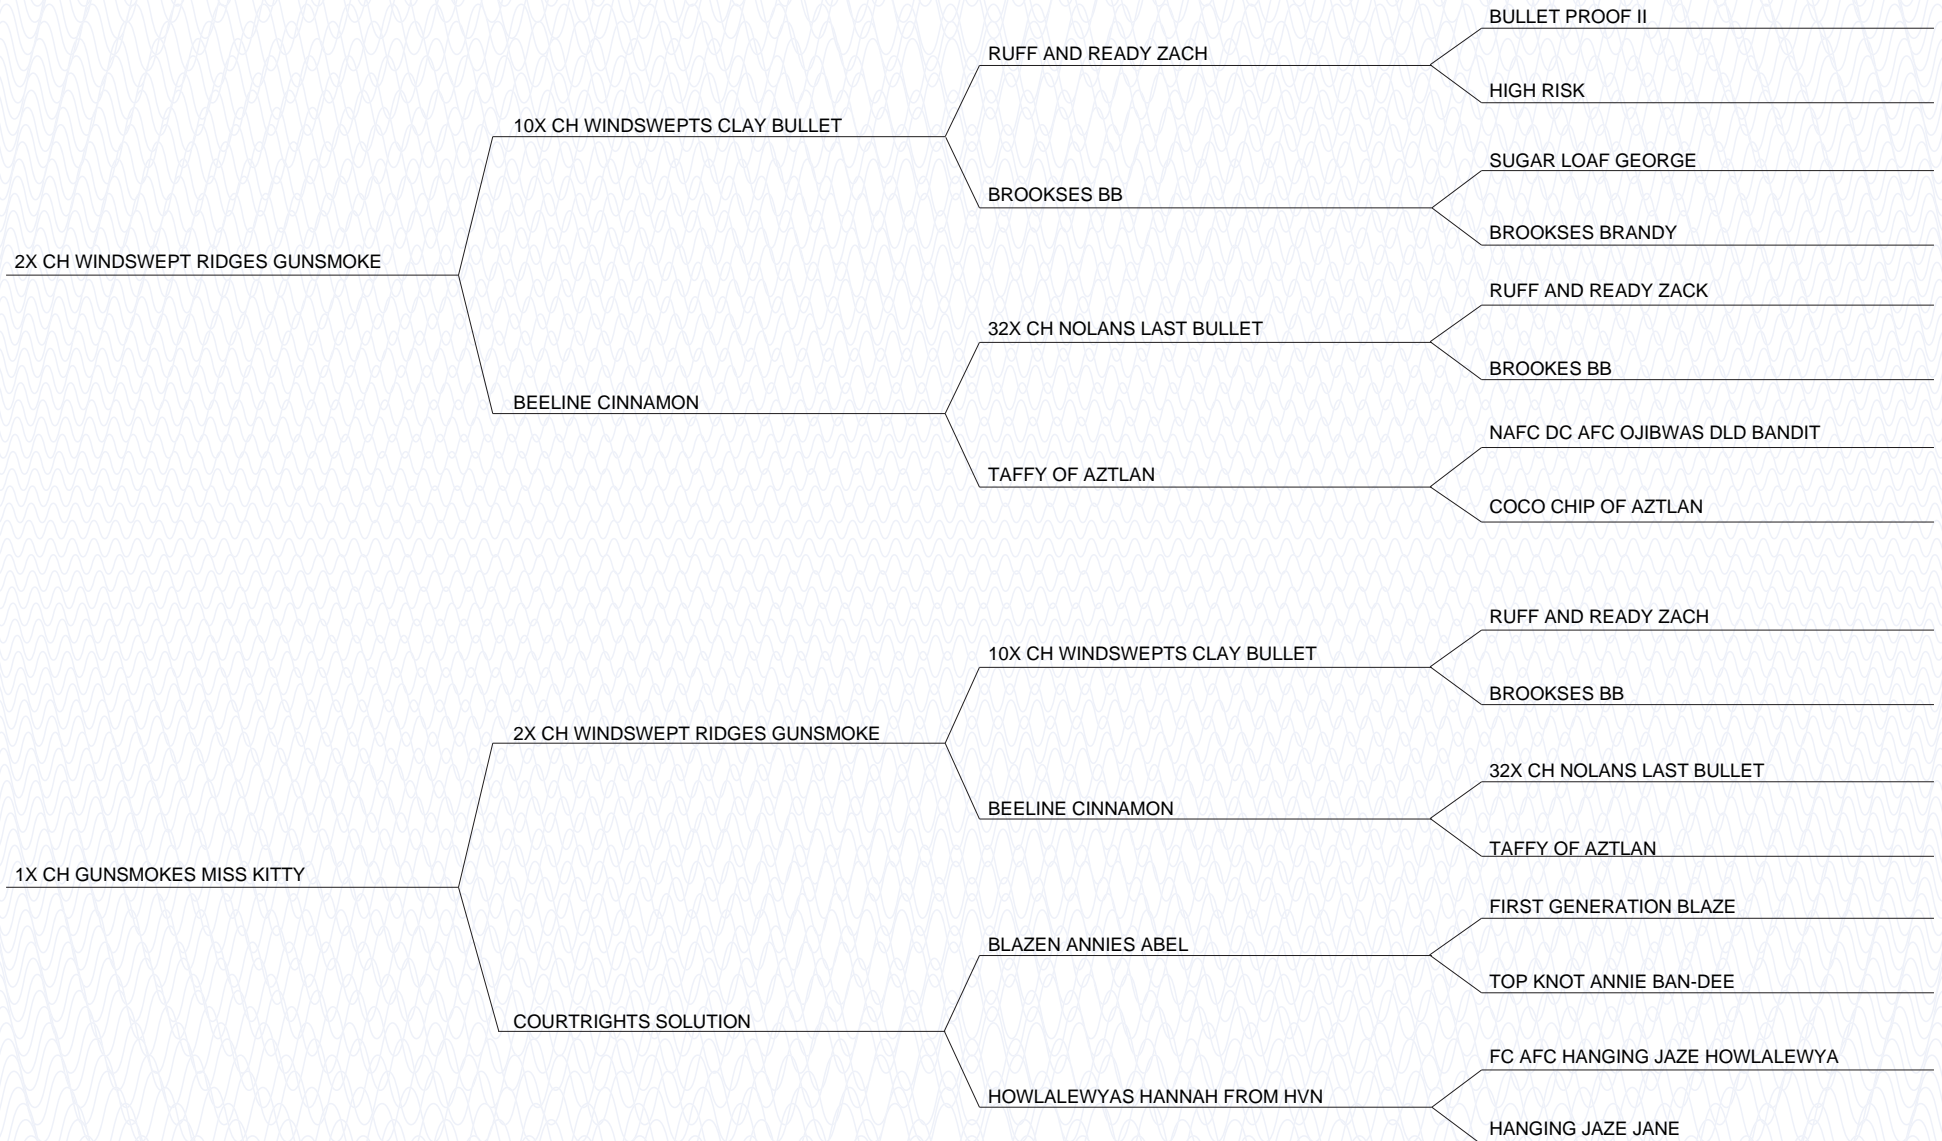 BULLET PROOF II
RUFF AND READY ZACH
HIGH RISK
10X CH WINDSWEPTS CLAY BULLET
SUGAR LOAF GEORGE
BROOKSES BB
BROOKSES BRANDY
2X CH WINDSWEPT RIDGES GUNSMOKE
RUFF AND READY ZACK
32X CH NOLANS LAST BULLET
BROOKES BB
BEELINE CINNAMON
NAFC DC AFC OJIBWAS DLD BANDIT
TAFFY OF AZTLAN
COCO CHIP OF AZTLAN
RUFF AND READY ZACH
10X CH WINDSWEPTS CLAY BULLET
BROOKSES BB
2X CH WINDSWEPT RIDGES GUNSMOKE
32X CH NOLANS LAST BULLET
BEELINE CINNAMON
TAFFY OF AZTLAN
1X CH GUNSMOKES MISS KITTY
FIRST GENERATION BLAZE
BLAZEN ANNIES ABEL
TOP KNOT ANNIE BAN-DEE
COURTRIGHTS SOLUTION
FC AFC HANGING JAZE HOWLALEWYA
HOWLALEWYAS HANNAH FROM HVN
HANGING JAZE JANE